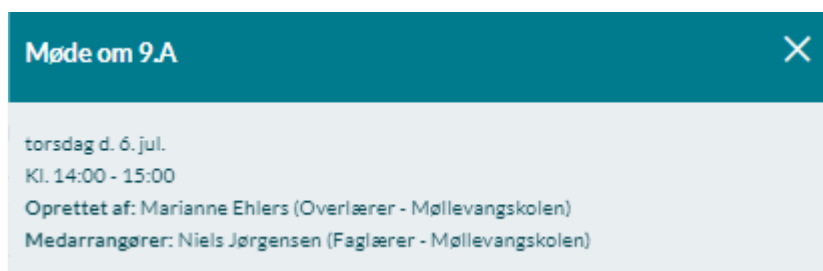 Møde om 9.A
torsdag d. 6. jul.
Kl. 14:00 - 15:00
Oprettet af: Marianne Ehlers (Overlærer - Møllevangskolen)
Medarrangører: Niels Jørgensen (Faglærer - Møllevangskolen)